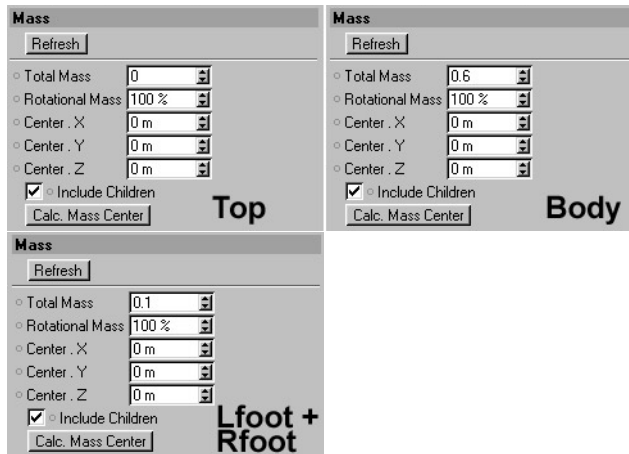 Mass
Refresh
Total Mass 0
Rotational Mass 100 %
Center . X 0 m
Center . Y 0 m
Center . Z 0 m
Include Children
Calc. Mass Center
Top
Mass
Refresh
Total Mass 0.6
Rotational Mass 100 %
Center . X 0 m
Center . Y 0 m
Center . Z 0 m
Include Children
Calc. Mass Center
Body
Mass
Refresh
Total Mass 0.1
Rotational Mass 100 %
Center . X 0 m
Center . Y 0 m
Center . Z 0 m
Include Children
Calc. Mass Center
Lfoot +
Rfoot